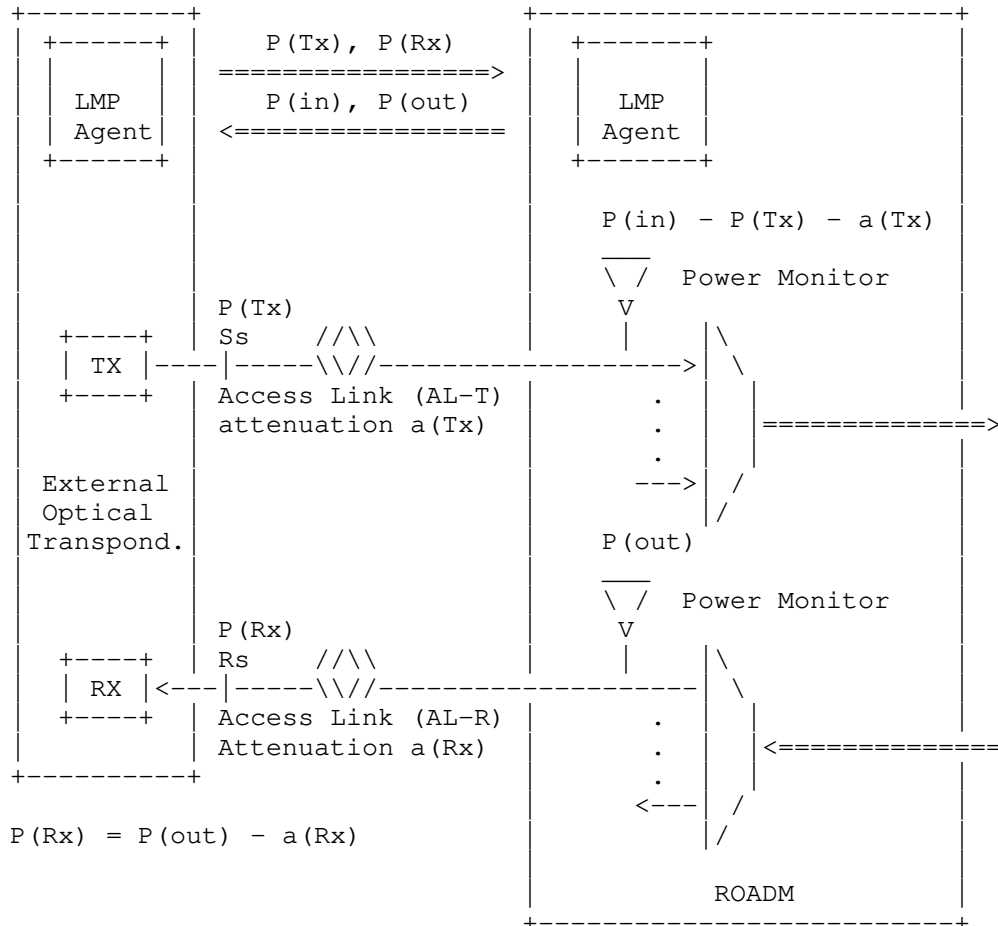 P(Tx), P(Rx)
LMP
Agent
P(in), P(out)
LMP
Agent
P(in) - P(Tx) - a(Tx)
Power Monitor
V
P(Tx)
Ss
TX
Access Link (AL-T)
attenuation a(Tx)
External
Optical
Transpond.
P(out)
Power Monitor
V
P(Rx)
Rs
RX
Access Link (AL-R)
Attenuation a(Rx)
P(Rx) = P(out) - a(Rx)
ROADM